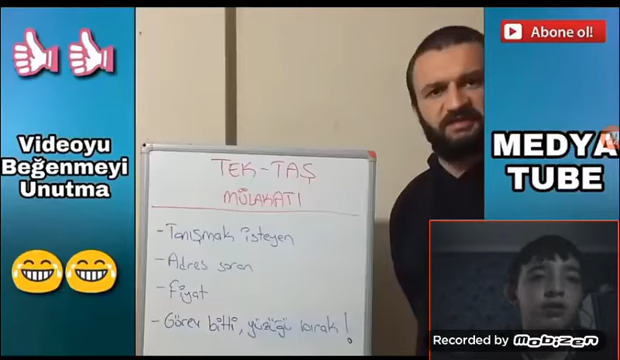 Videoyu
Beğenmeyi
Unutma
TEK-TAŞ
MÜLAKATI
- Tanışmak isteyen
- Adres soran
- Fiyat
- Görev bitti, yüzüğü bırak!
Abone ol!
MEDYA
TUBE
Recorded by MOBIZEN